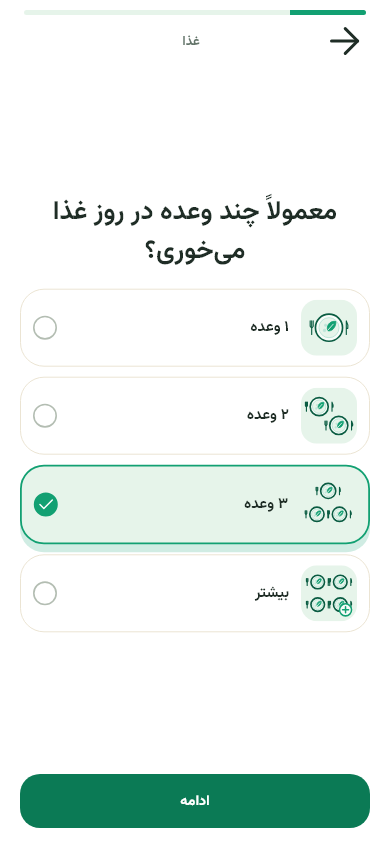 غذا
معمولاً چند وعده در روز غذا
می‌خوری؟
۱ وعده
۲ وعده
۳ وعده
بیشتر
ادامه